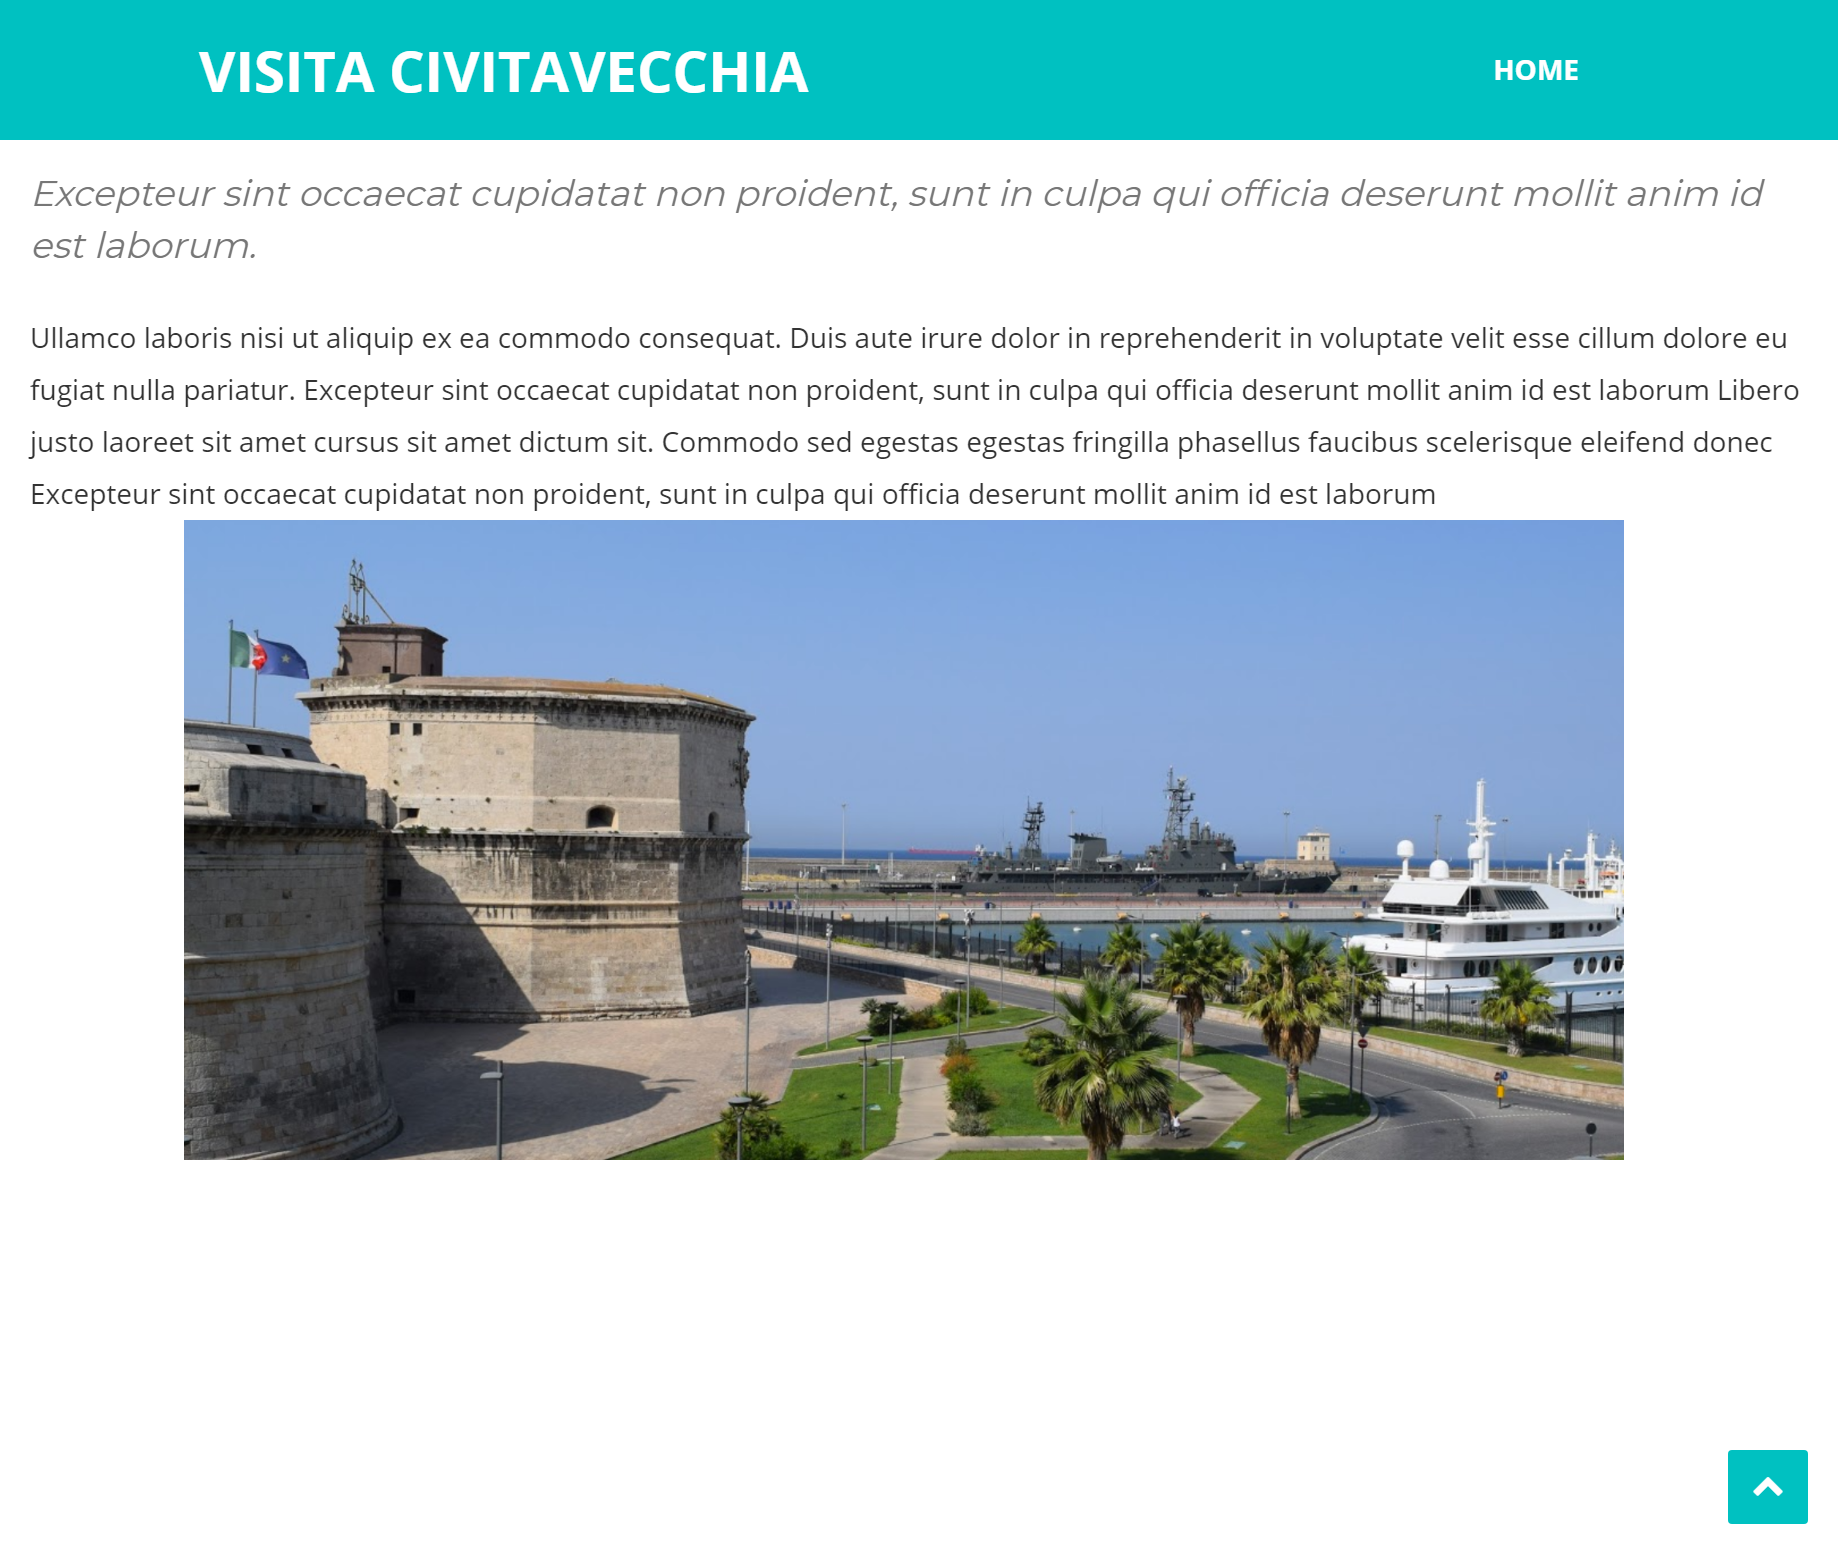 VISITA CIVITAVECCHIA
HOME
Excepteur sint occaecat cupidatat non proident, sunt in culpa qui officia deserunt mollit anim id
est laborum.
Ullamco laboris nisi ut aliquip ex ea commodo consequat. Duis aute irure dolor in reprehenderit in voluptate velit esse cillum dolore eu
fugiat nulla pariatur. Excepteur sint occaecat cupidatat non proident, sunt in culpa qui officia deserunt mollit anim id est laborum Libero
justo laoreet sit amet cursus sit amet dictum sit. Commodo sed egestas egestas fringilla phasellus faucibus scelerisque eleifend donec
Excepteur sint occaecat cupidatat non proident, sunt in culpa qui officia deserunt mollit anim id est laborum